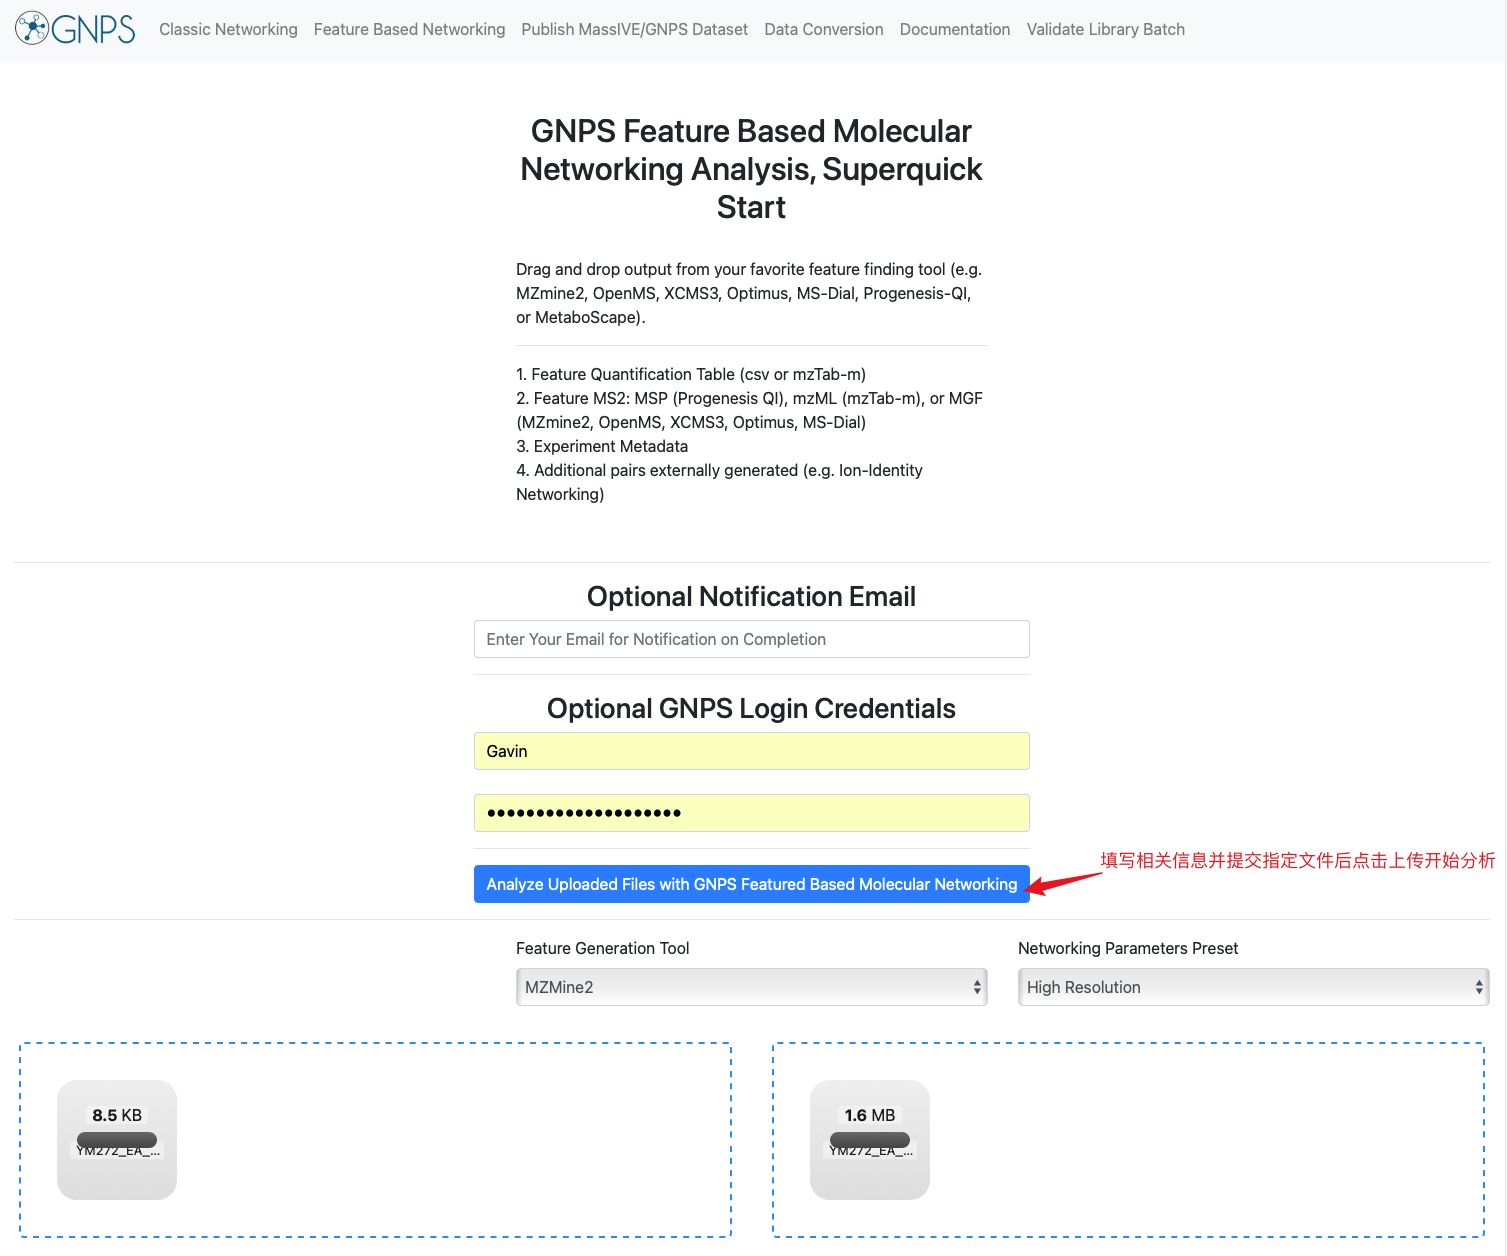 GNPS
Classic Networking Feature Based Networking Publish MassIVE/GNPS Dataset Data Conversion Documentation Validate Library Batch
GNPS Feature Based Molecular
Networking Analysis, Superquick
Start
Drag and drop output from your favorite feature finding tool (e.g.
MZmine2, OpenMS, XCMS3, Optimus, MS-Dial, Progenesis-QI,
or MetaboScape).
1. Feature Quantification Table (csv or mzTab-m)
2. Feature MS2: MSP (Progenesis QI), mzML (mzTab-m), or MGF
(MZmine2, OpenMS, XCMS3, Optimus, MS-Dial)
3. Experiment Metadata
4. Additional pairs externally generated (e.g. Ion-Identity
Networking)
Optional Notification Email
Enter Your Email for Notification on Completion
Optional GNPS Login Credentials
Gavin
••••••••••••••••••••
填写相关信息并提交指定文件后点击上传开始分析
Analyze Uploaded Files with GNPS Featured Based Molecular Networking
Feature Generation Tool
Networking Parameters Preset
MZMine2
High Resolution
8.5 KB
YM272_EA_...
1.6 MB
YM272_EA_...